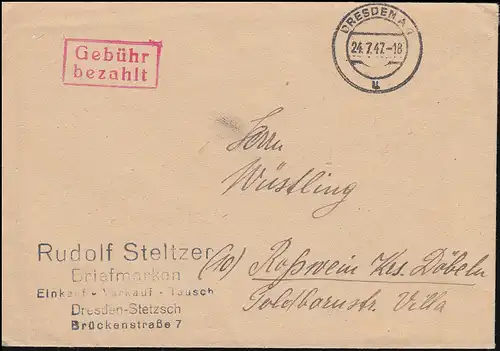 Gebühr
bezahlt
DRESDEN A 1
24.7.47.-18
u
Herrn
Wüstling
(10) Roßwein Krs. Döbeln
Goldbornstr. Villa
Rudolf Steltzer
Briefmarken
Einkauf - Verkauf - Tausch
Dresden-Stetzsch
Brückenstraße 7